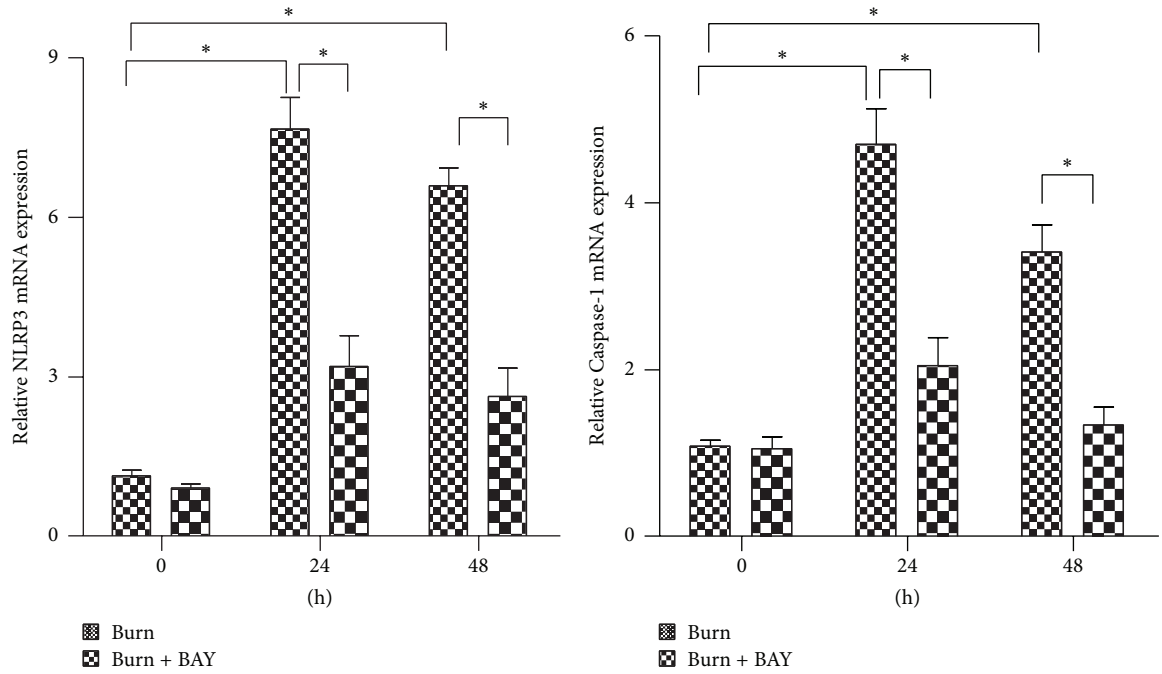 *
*
*
*
9
6
3
0
Relative NLRP3 mRNA expression
0
24
48
(h)
Burn
Burn + BAY
*
*
*
*
6
4
2
0
Relative Caspase-1 mRNA expression
0
24
48
(h)
Burn
Burn + BAY